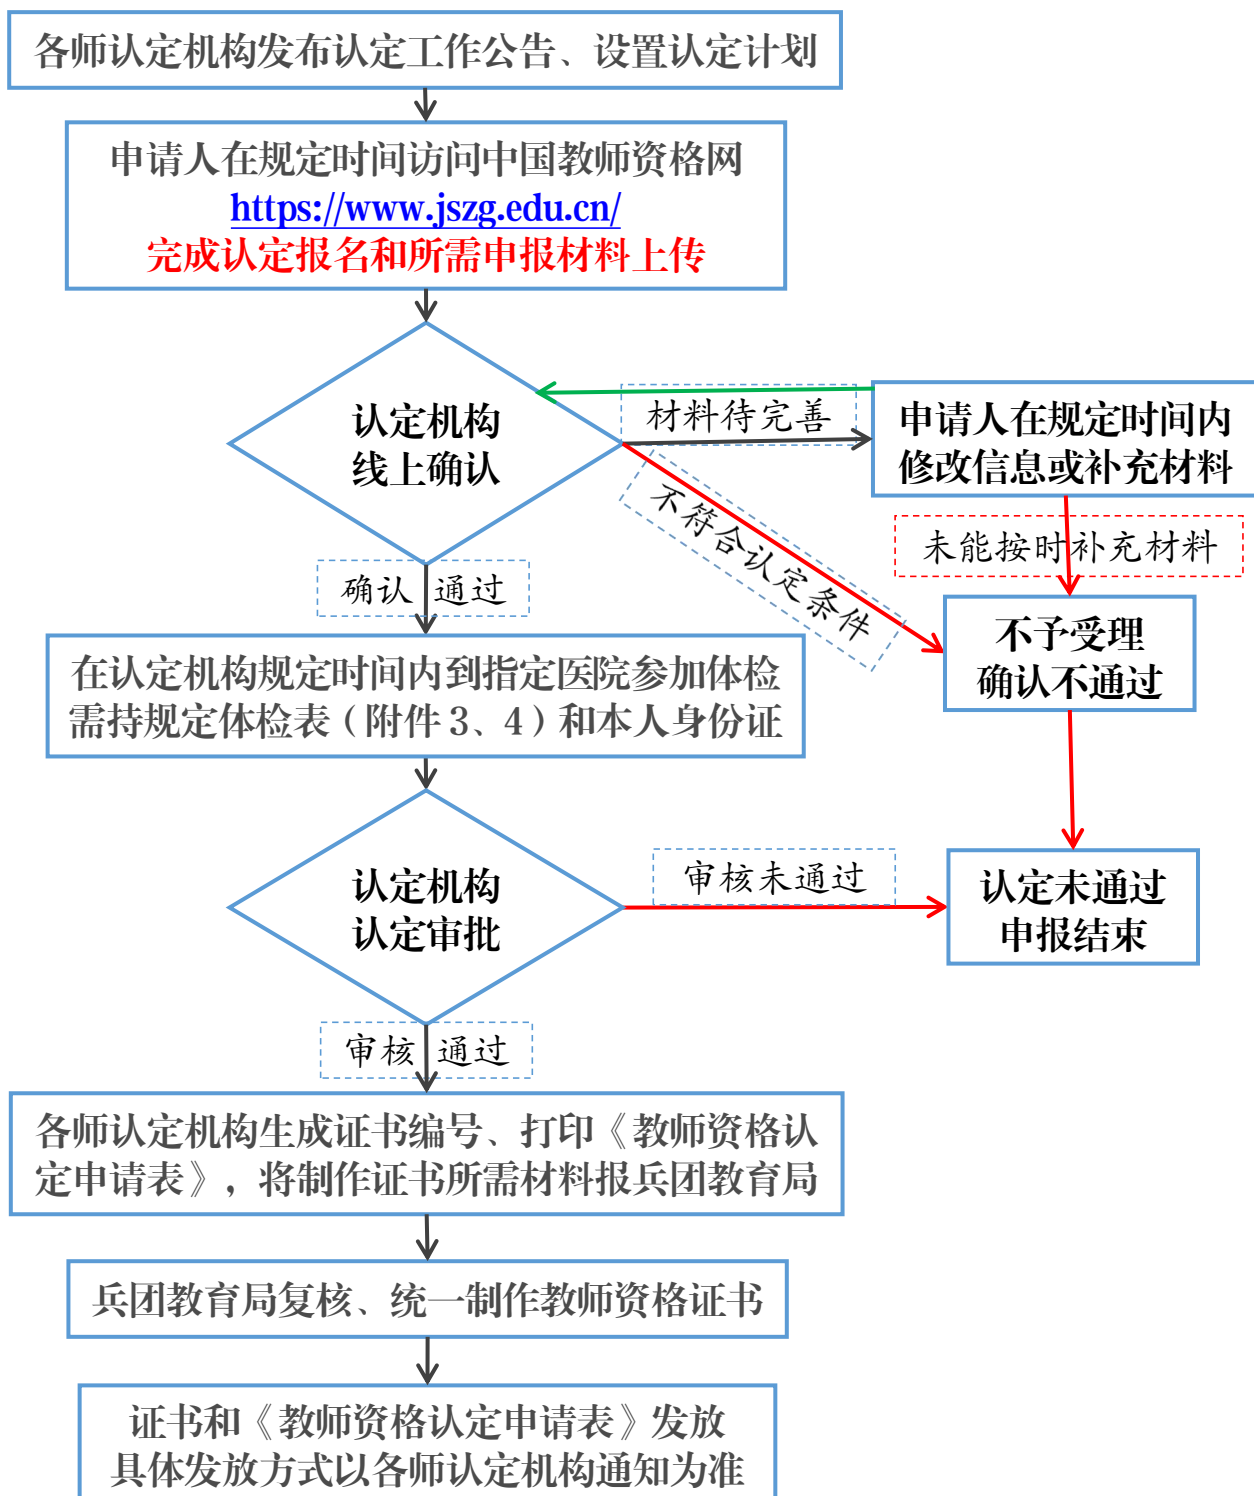 各师认定机构发布认定工作公告、设置认定计划
申请人在规定时间访问中国教师资格网
https://www.jszg.edu.cn/
完成认定报名和所需申报材料上传
认定机构
线上确认
材料待完善
申请人在规定时间内
修改信息或补充材料
不符合认定条件
未能按时补充材料
确认 通过
不予受理
确认不通过
在认定机构规定时间内到指定医院参加体检
需持规定体检表（附件3、4）和本人身份证
认定机构
认定审批
审核未通过
认定未通过
申报结束
审核 通过
各师认定机构生成证书编号、打印《教师资格认
定申请表》，将制作证书所需材料报兵团教育局
兵团教育局复核、统一制作教师资格证书
证书和《教师资格认定申请表》发放
具体发放方式以各师认定机构通知为准